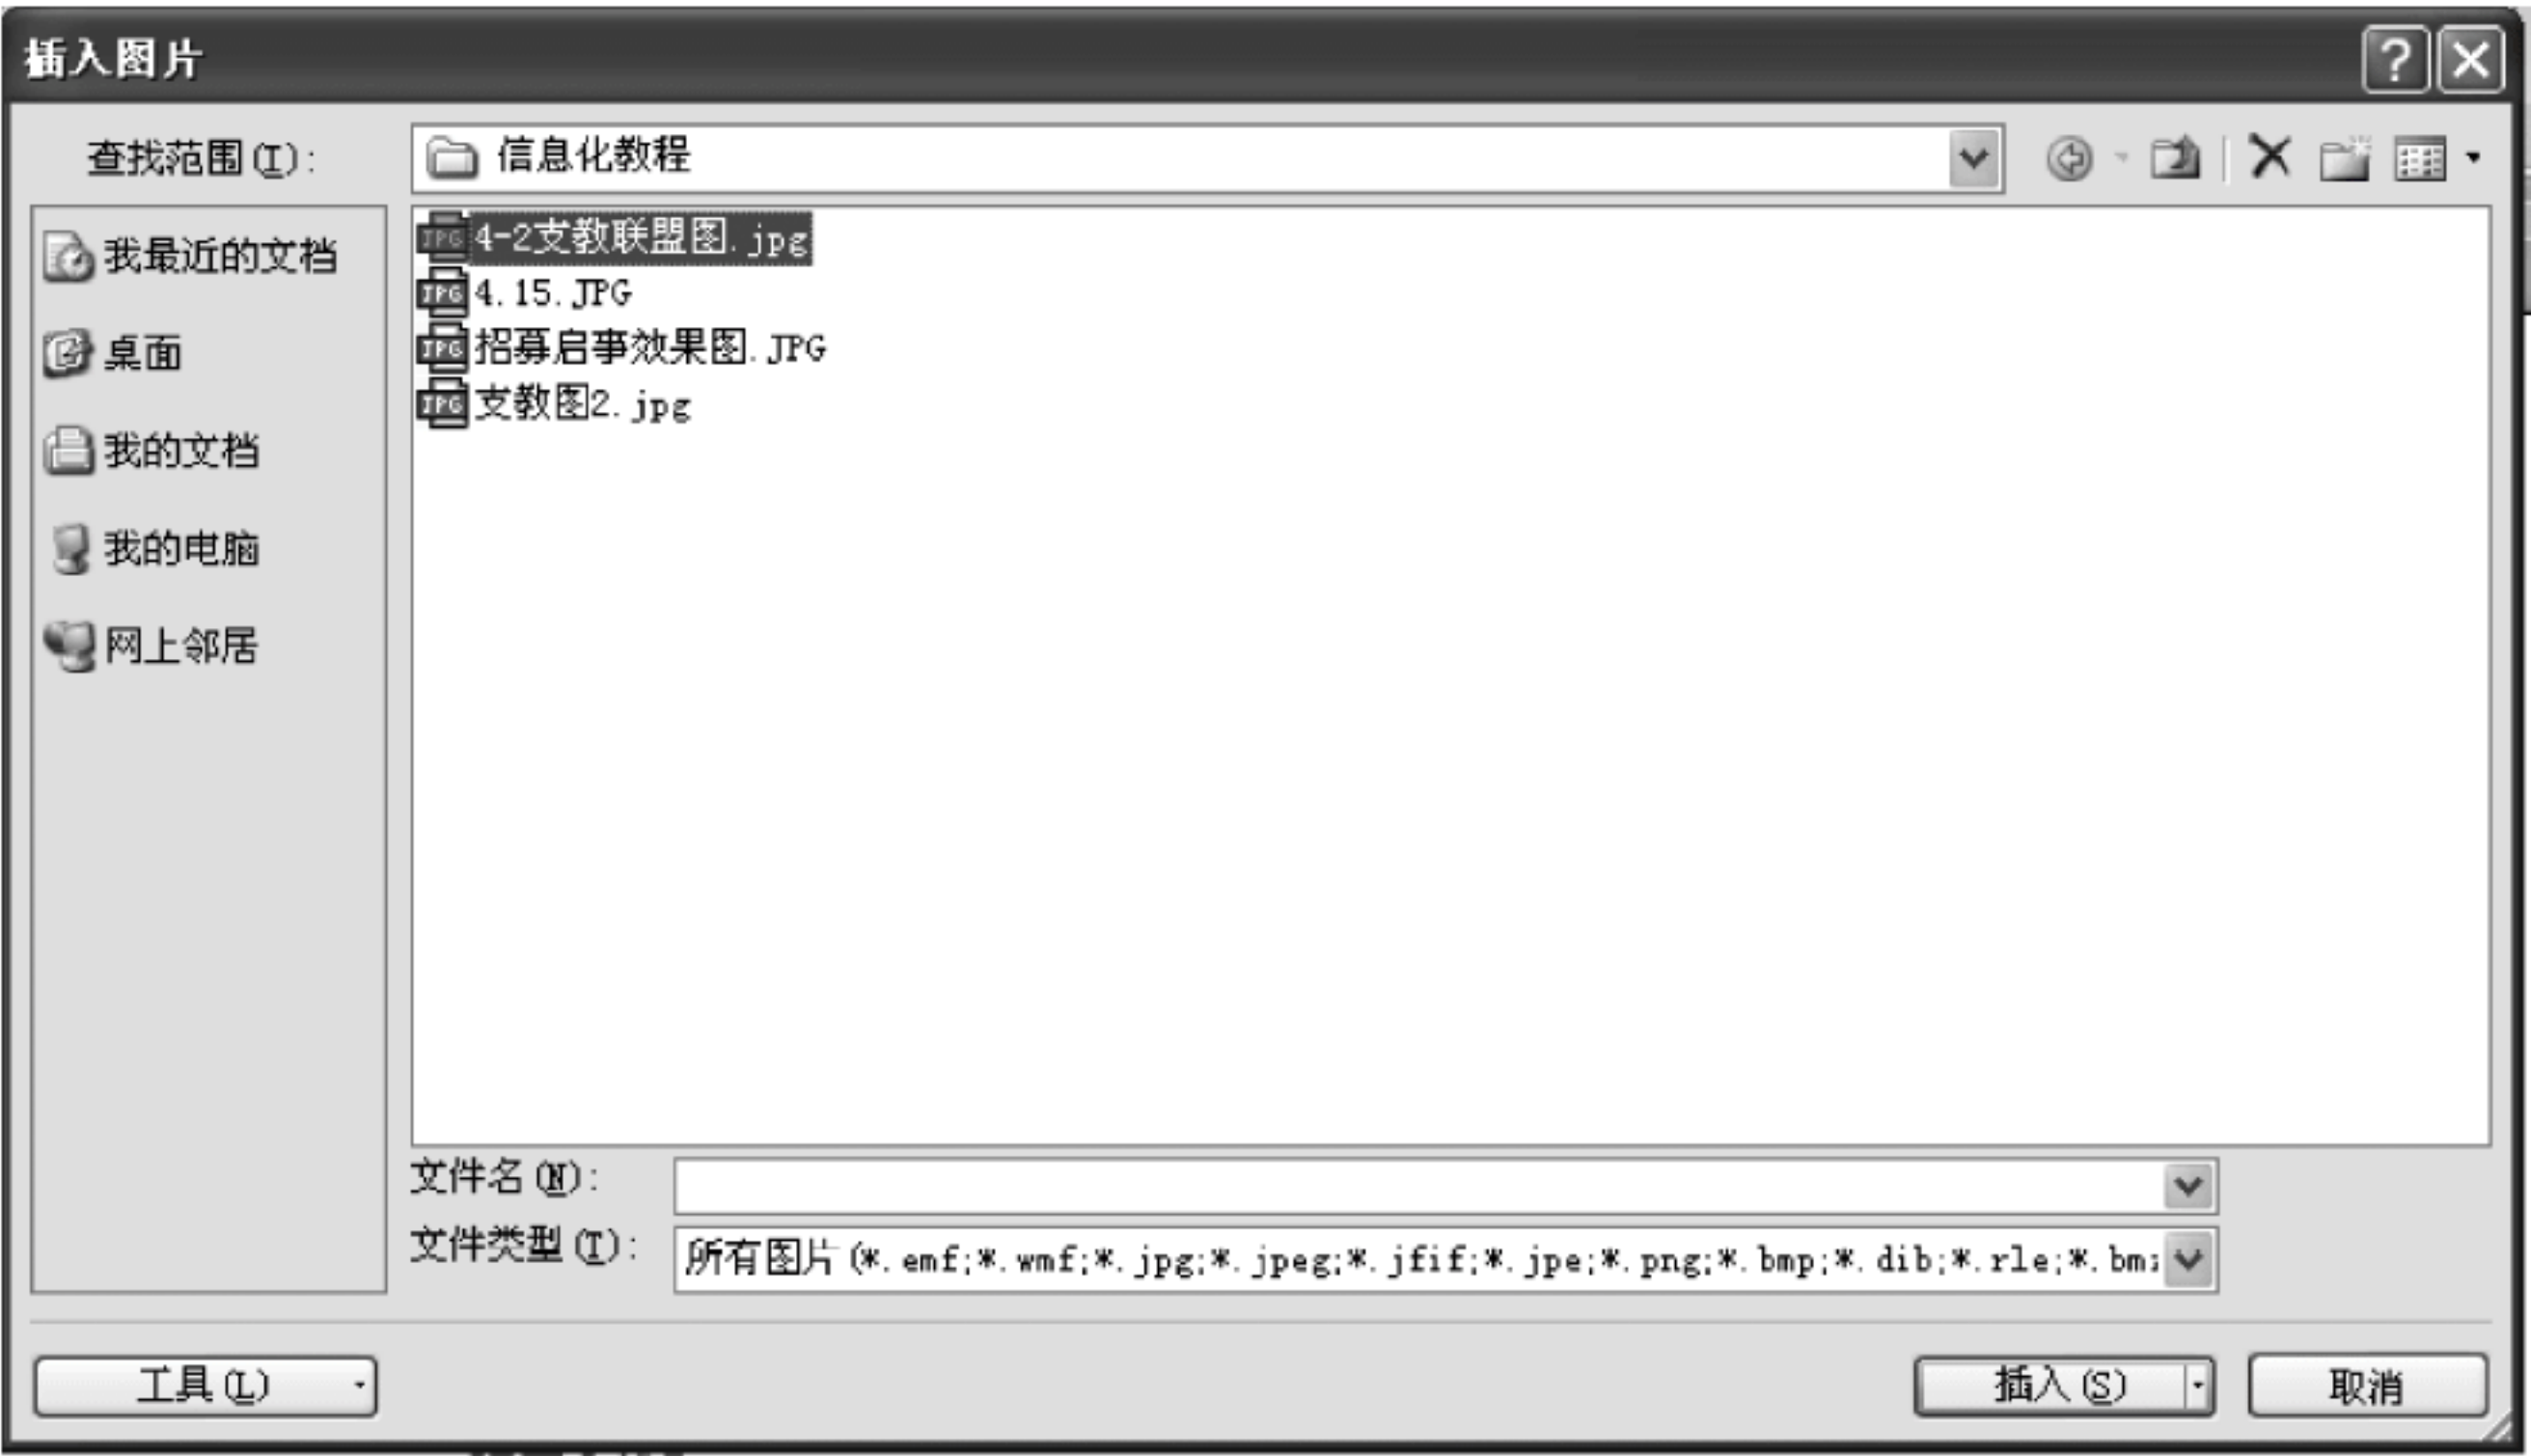 插入图片
查找范围(I):
信息化教程
我最近的文档
桌面
我的文档
我的电脑
网上邻居
JPG 4-2支教联盟图.jpg
JPG 4.15.JPG
JPG 招募启事效果图.JPG
JPG 支教图2.jpg
文件名(N):
文件类型(T):
所有图片(*.emf;*.wmf;*.jpg;*.jpeg;*.jfif;*.jpe;*.png;*.bmp;*.dib;*.rle;*.bm
工具(L)
插入(S)
取消